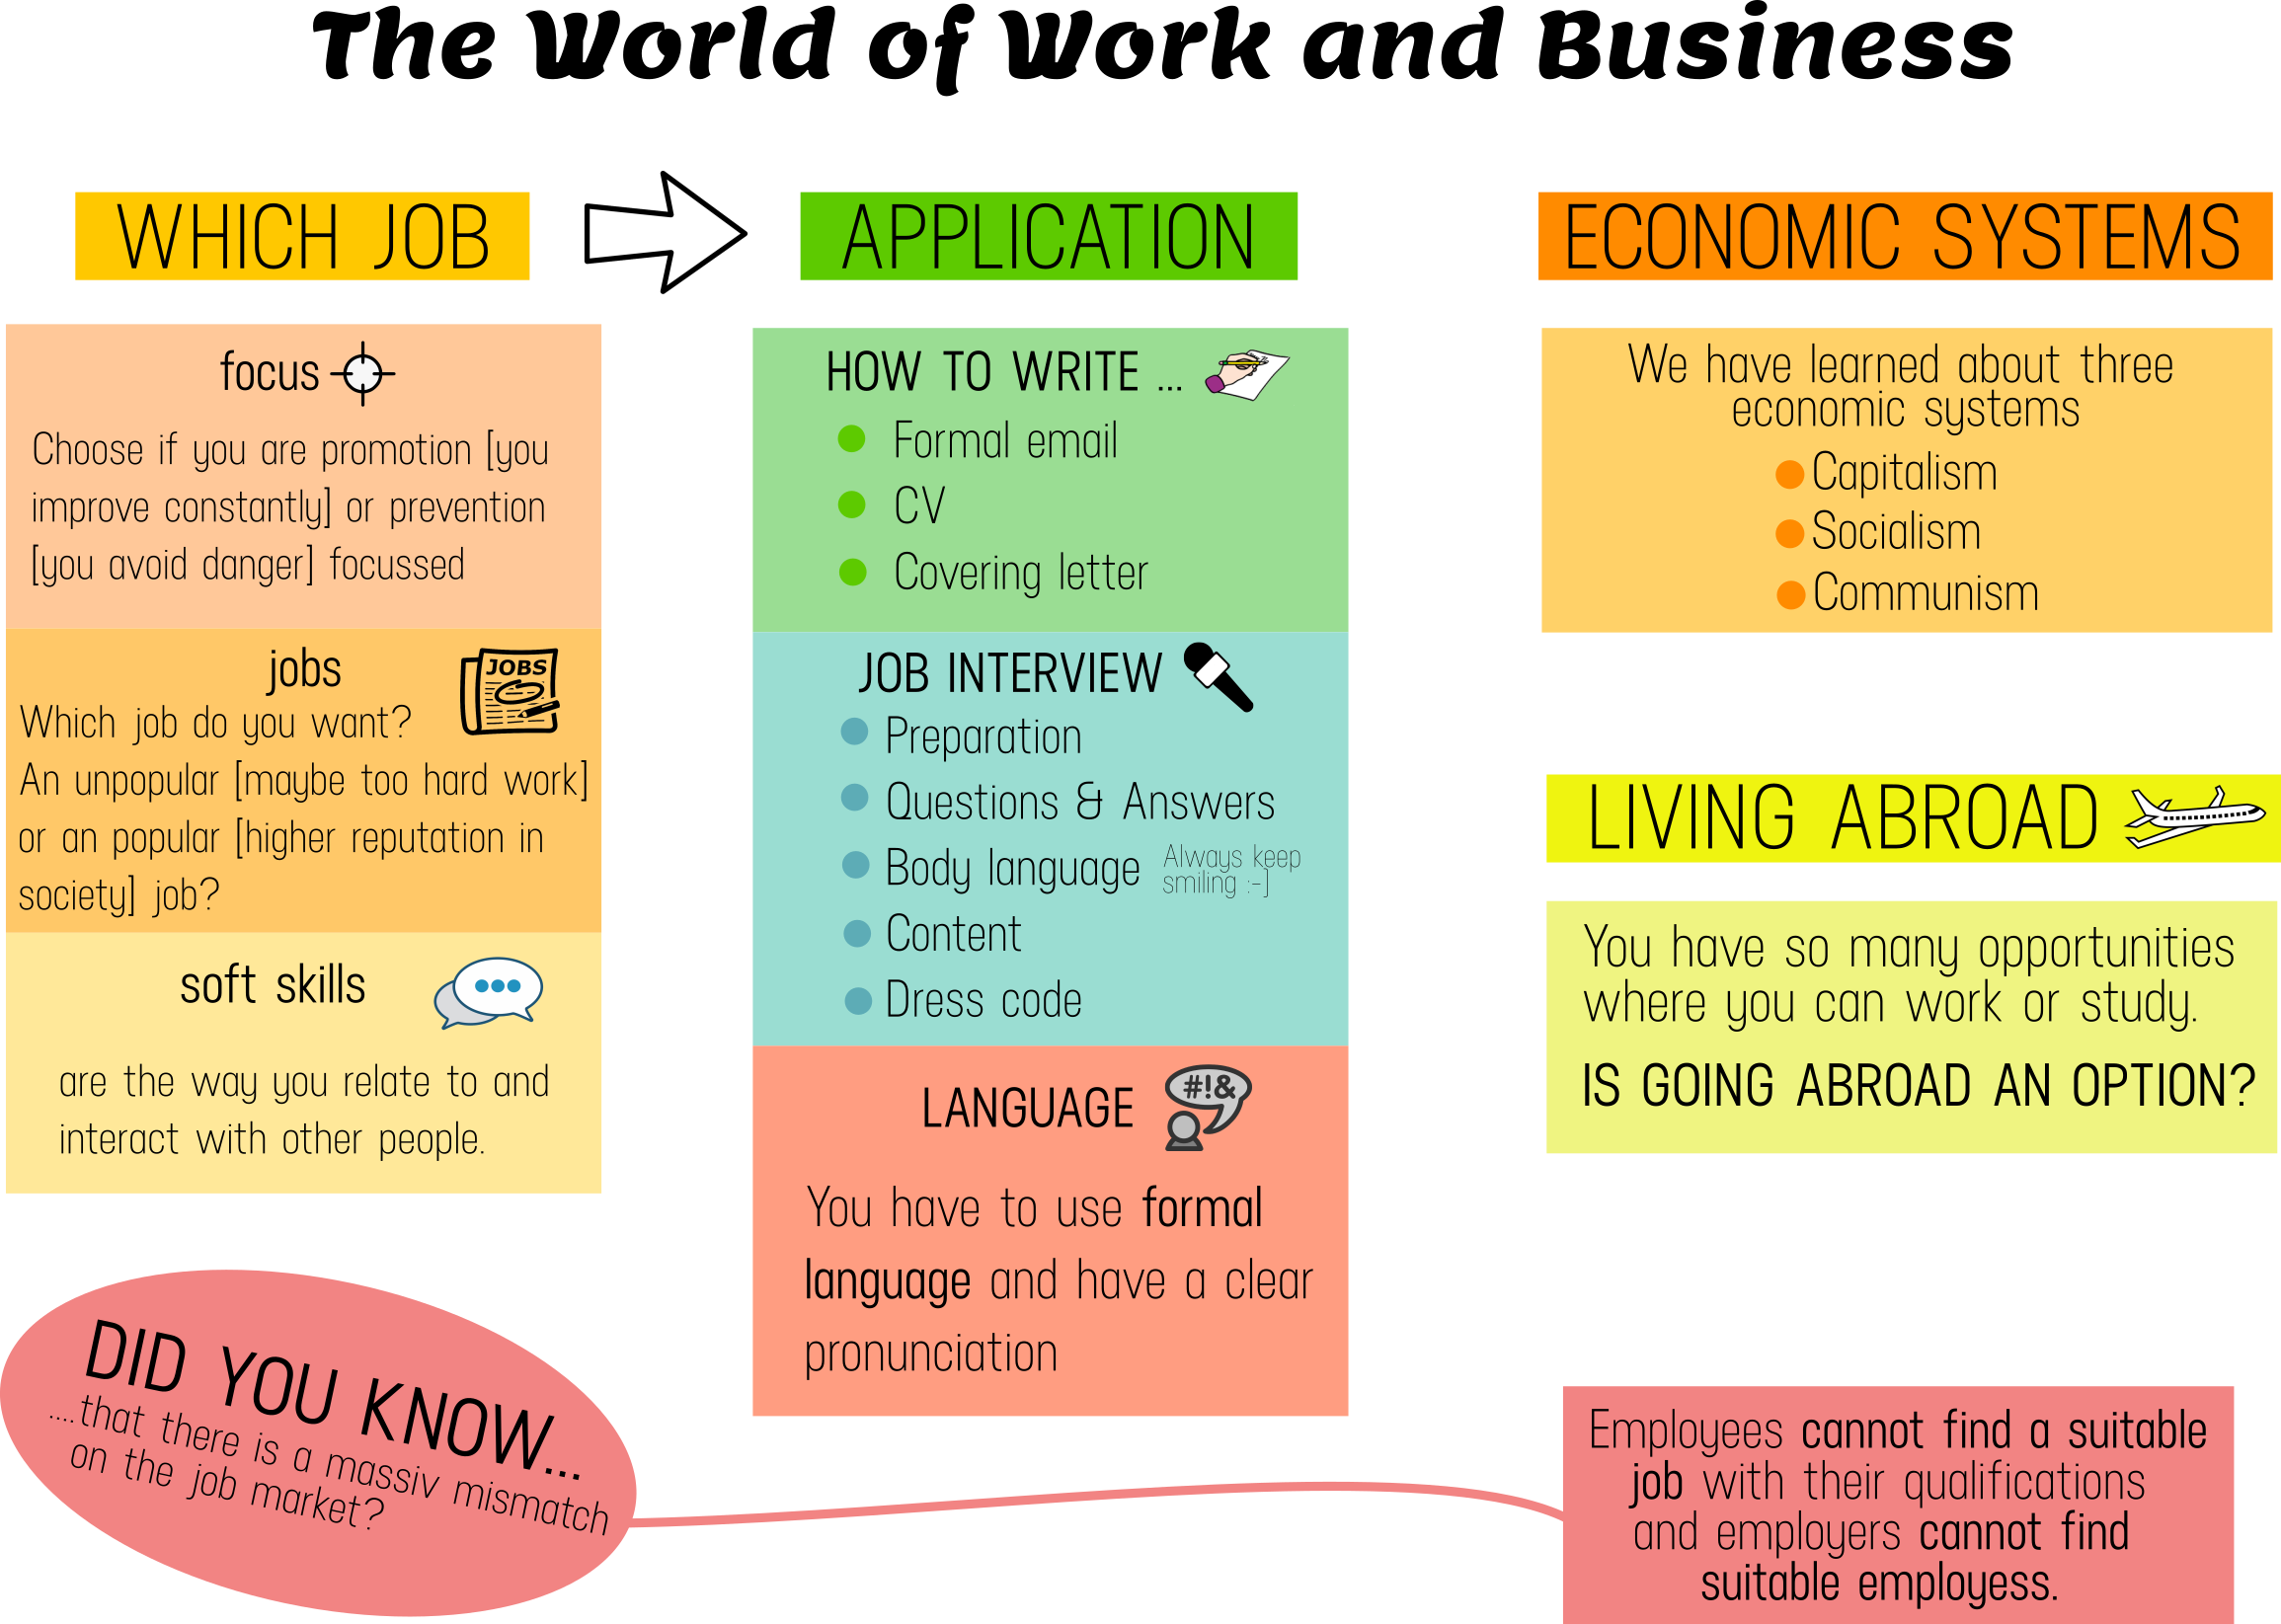 The World of Work and Business
WHICH JOB
focus
Choose if you are promotion [you
improve constantly] or prevention
[you avoid danger] focussed
jobs
JOBS
Which job do you want?
An unpopular [maybe too hard work]
or an popular [higher reputation in
society] job?
soft skills
are the way you relate to and
interact with other people.
APPLICATION
HOW TO WRITE ...
Formal email
CV
Covering letter
JOB INTERVIEW
Preparation
Questions & Answers
Body language
Always keep
smiling :-]
Content
Dress code
LANGUAGE
#!&
You have to use formal
language and have a clear
pronunciation
ECONOMIC SYSTEMS
We have learned about three
economic systems
Capitalism
Socialism
Communism
LIVING ABROAD
You have so many opportunities
where you can work or study.
IS GOING ABROAD AN OPTION?
DID YOU KNOW...
....that there is a massiv mismatch
on the job market?
Employees cannot find a suitable
job with their qualifications
and employers cannot find
suitable employess.